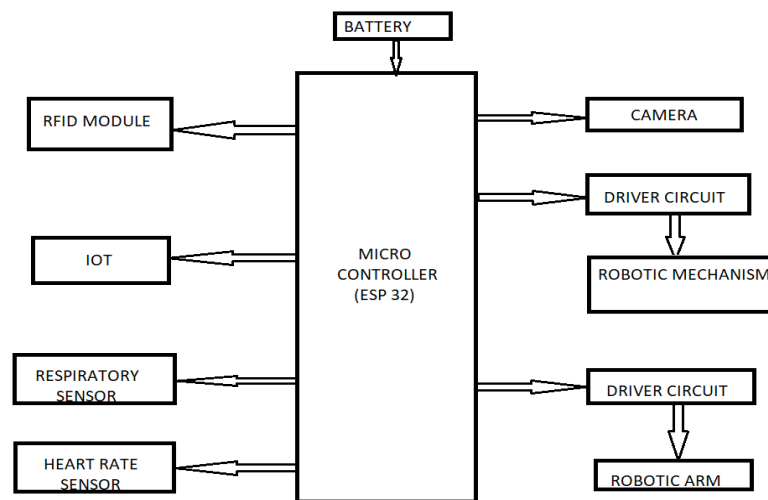 BATTERY
RFID MODULE
CAMERA
DRIVER CIRCUIT
IOT
MICRO
CONTROLLER
(ESP 32)
ROBOTIC MECHANISM
RESPIRATORY
SENSOR
DRIVER CIRCUIT
HEART RATE
SENSOR
ROBOTIC ARM